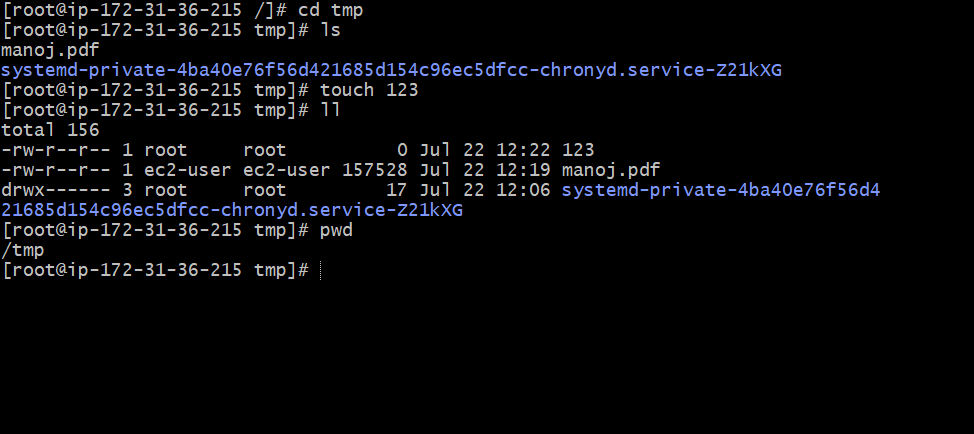 [root@ip-172-31-36-215 /]# cd tmp
[root@ip-172-31-36-215 tmp]# ls
manoj.pdf
systemd-private-4ba40e76f56d421685d154c96ec5dfcc-chronyd.service-Z21kXG
[root@ip-172-31-36-215 tmp]# touch 123
[root@ip-172-31-36-215 tmp]# ll
total 156
-rw-r--r-- 1 root     root          0 Jul 22 12:22 123
-rw-r--r-- 1 ec2-user ec2-user 157528 Jul 22 12:19 manoj.pdf
drwx------ 3 root     root         17 Jul 22 12:06 systemd-private-4ba40e76f56d4
21685d154c96ec5dfcc-chronyd.service-Z21kXG
[root@ip-172-31-36-215 tmp]# pwd
/tmp
[root@ip-172-31-36-215 tmp]#